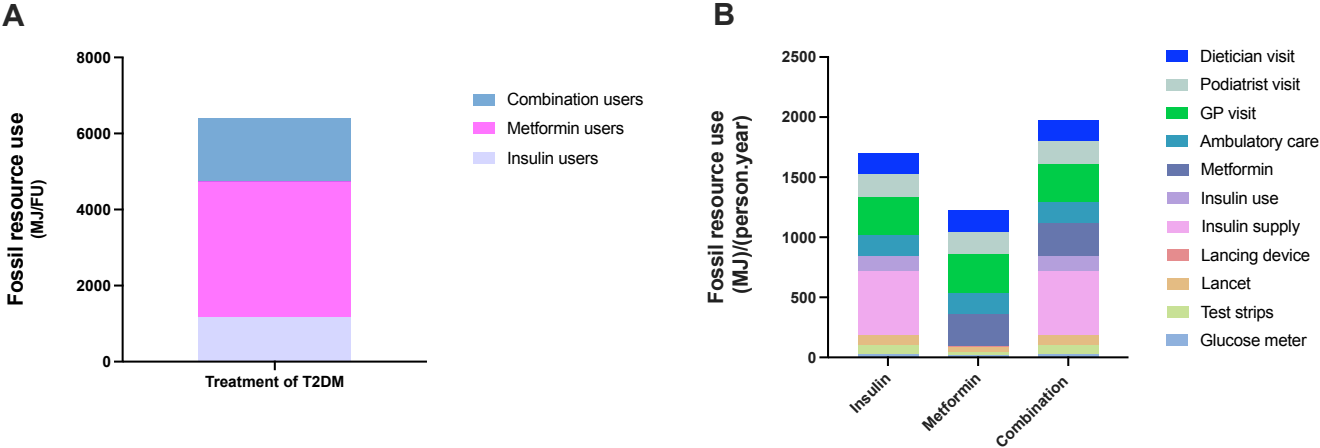 A
Fossil resource use
(MJ/FU)
8000
6000
4000
2000
0
Treatment of T2DM
Combination users
Metformin users
Insulin users
B
Fossil resource use
(MJ)/(person.year)
2500
2000
1500
1000
500
0
Insulin
Metformin
Combination
Dietician visit
Podiatrist visit
GP visit
Ambulatory care
Metformin
Insulin use
Insulin supply
Lancing device
Lancet
Test strips
Glucose meter